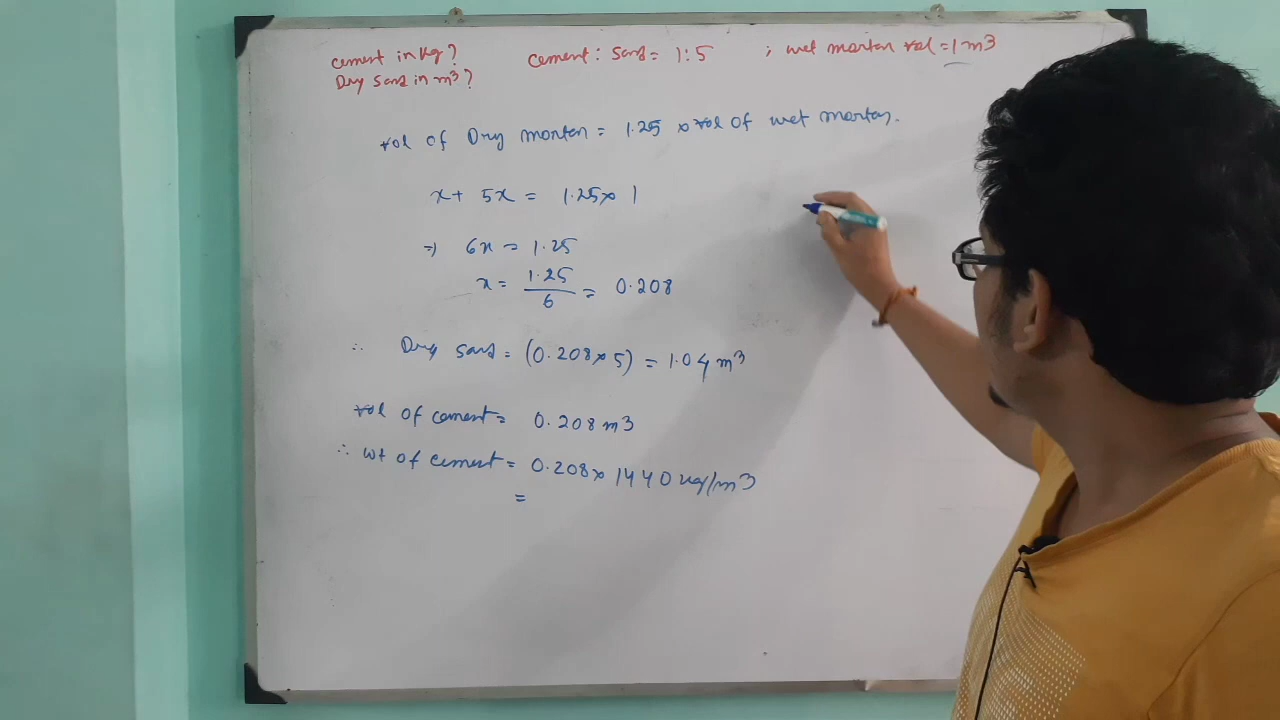 cement in kg? cement: sand = 1:5 ; wet mortar vol = 1 m3
Dry sand in m³?
vol of Dry mortar = 1.25 × vol of wet mortar.
x + 5x = 1.25 × 1
⇒ 6x = 1.25
x = 1.25/6 = 0.208
∴ Dry sand = (0.208 × 5) = 1.04 m³
vol of cement = 0.208 m3
∴ wt of cement = 0.208 × 1440 kg/m3
=